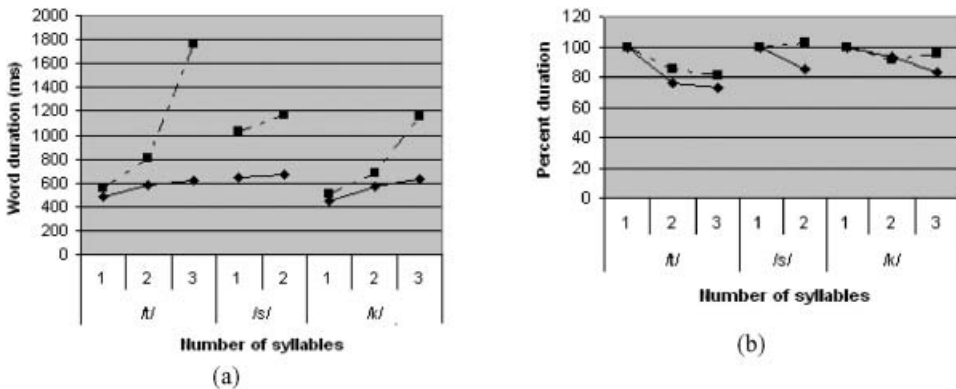 2000
1800
1600
1400
1200
1000
800
600
400
200
0
Word duration (ms)
1 2 3 1 2 1 2 3
/t/ /s/ /k/
Number of syllables
(a)
120
100
80
60
40
20
0
Percent duration
1 2 3 1 2 1 2 3
/t/ /s/ /k/
Number of syllables
(b)